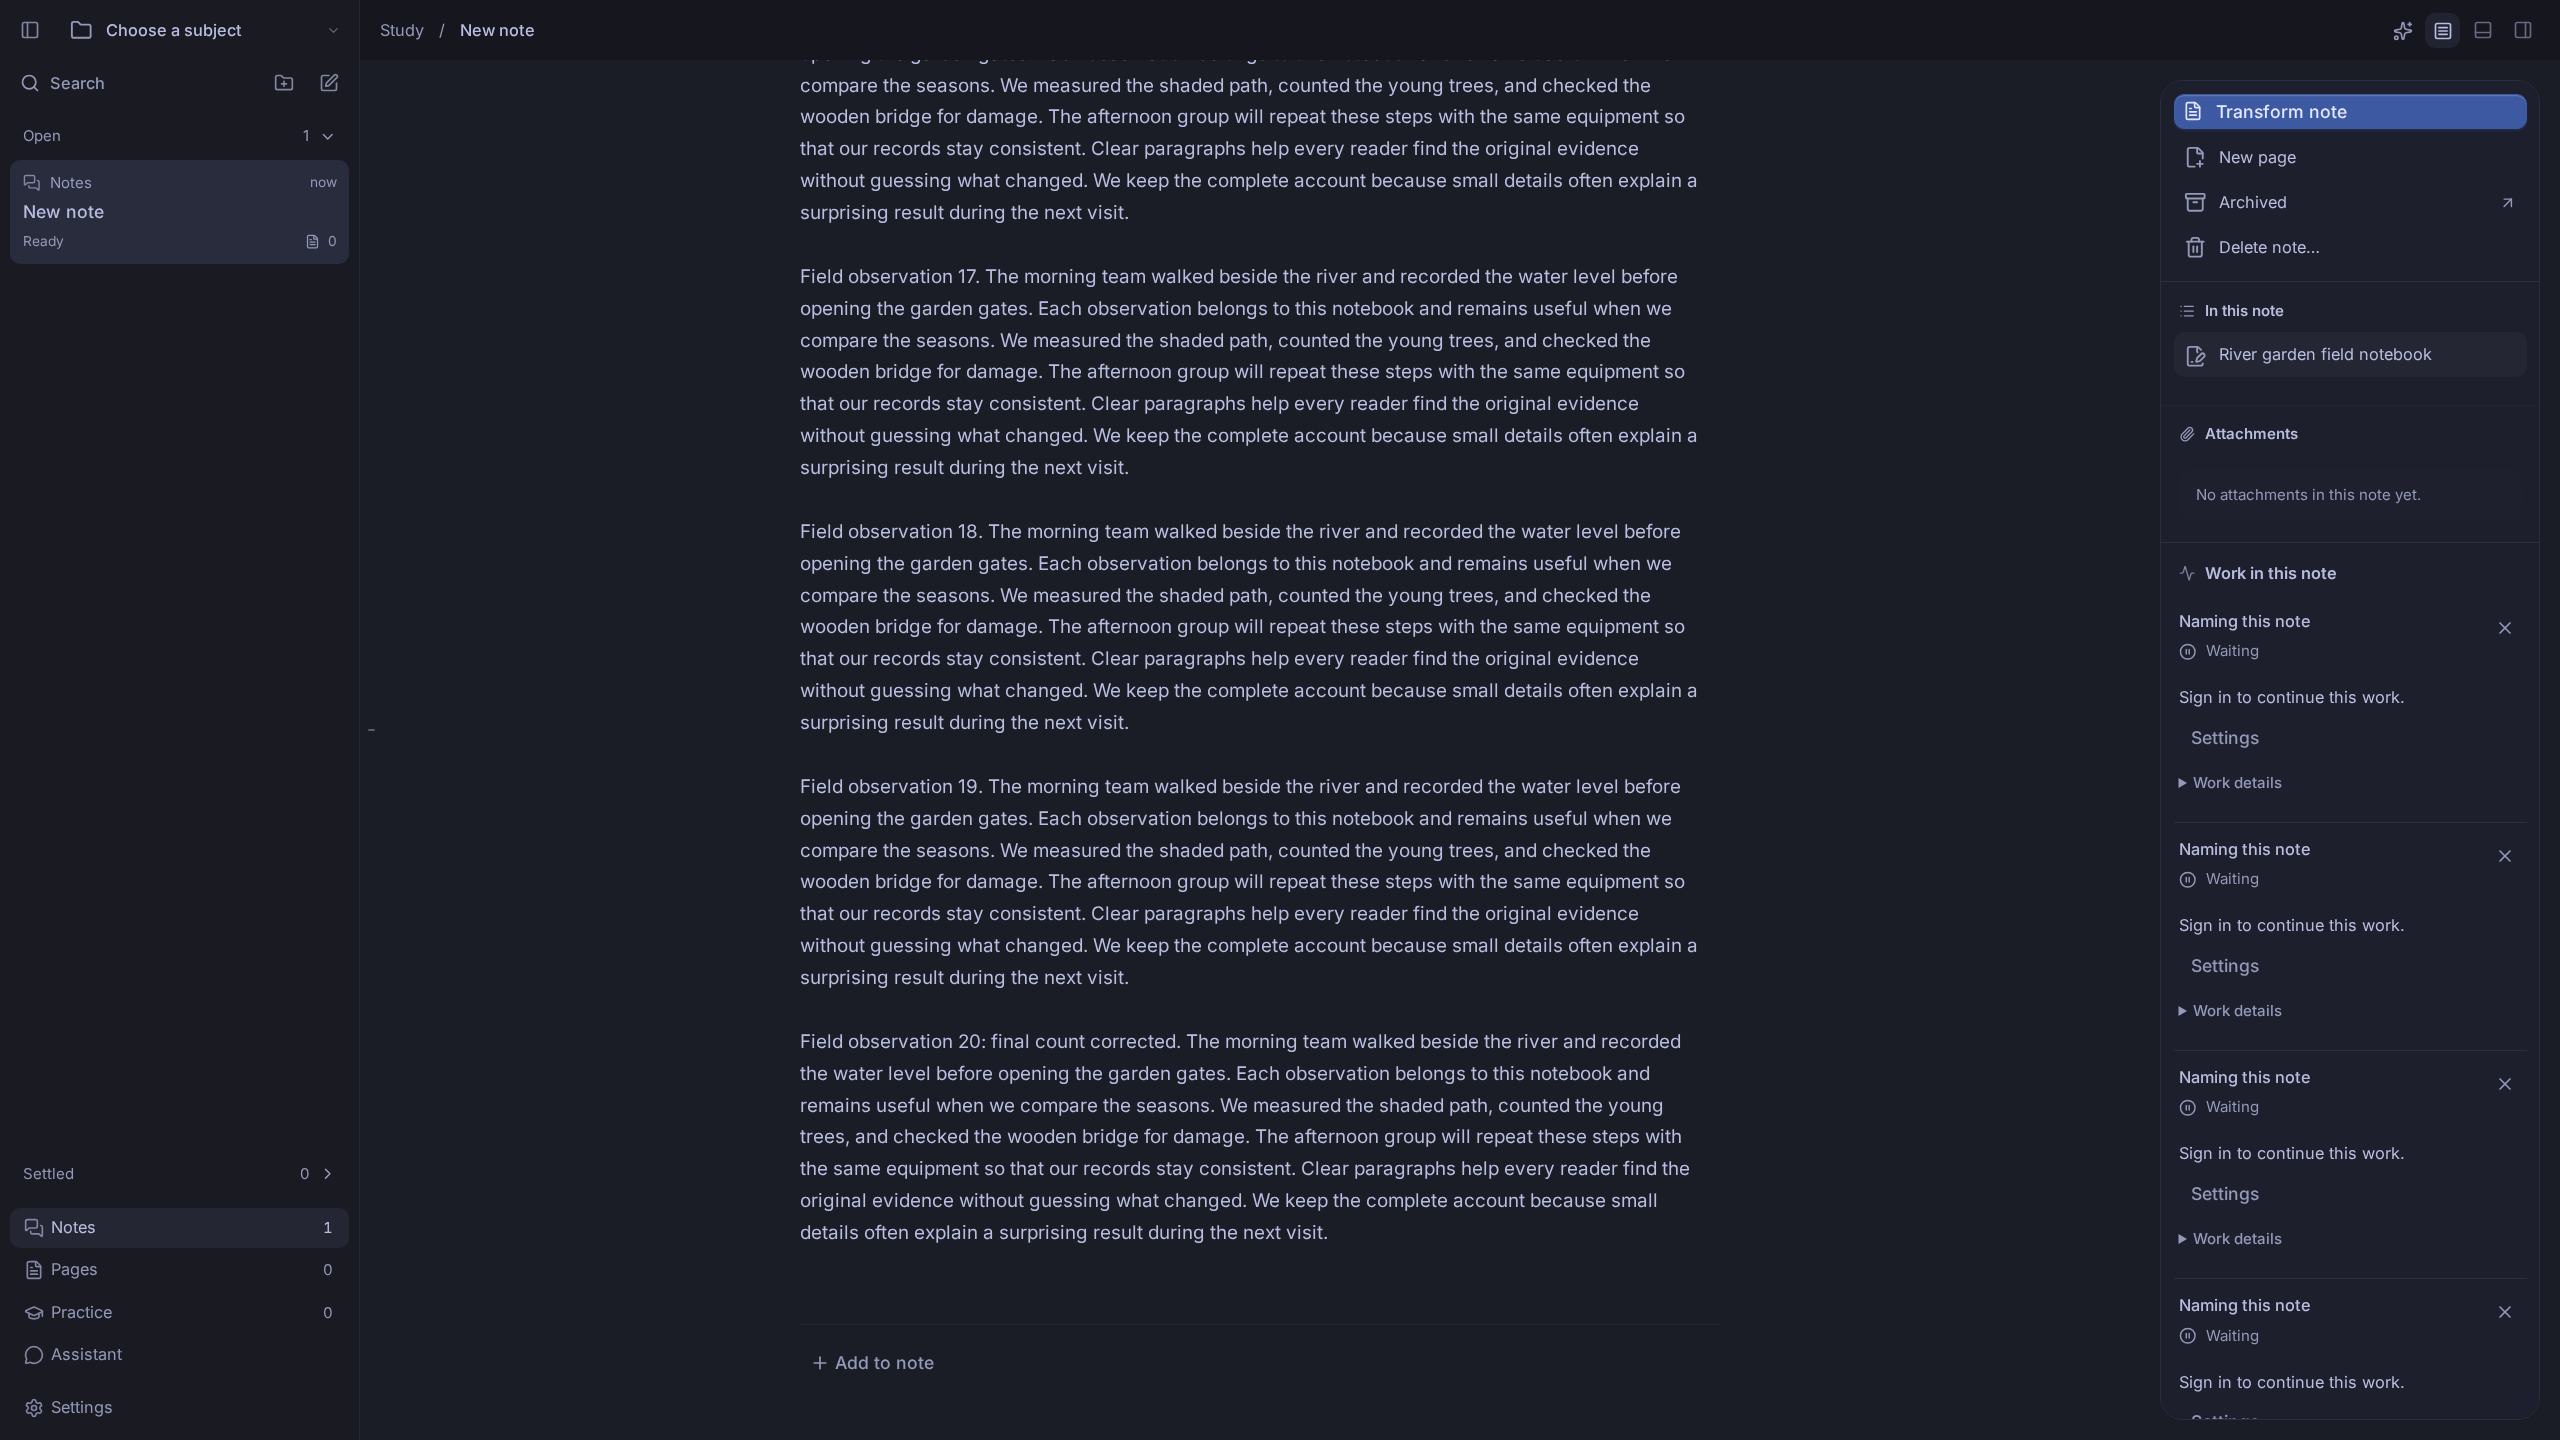 Choose a subject
Search
Open 1
Notes now
New note
Ready 0
Settled 0
Notes 1
Pages 0
Practice 0
Assistant
Settings
Study / New note
compare the seasons. We measured the shaded path, counted the young trees, and checked the
wooden bridge for damage. The afternoon group will repeat these steps with the same equipment so
that our records stay consistent. Clear paragraphs help every reader find the original evidence
without guessing what changed. We keep the complete account because small details often explain a
surprising result during the next visit.
Field observation 17. The morning team walked beside the river and recorded the water level before
opening the garden gates. Each observation belongs to this notebook and remains useful when we
compare the seasons. We measured the shaded path, counted the young trees, and checked the
wooden bridge for damage. The afternoon group will repeat these steps with the same equipment so
that our records stay consistent. Clear paragraphs help every reader find the original evidence
without guessing what changed. We keep the complete account because small details often explain a
surprising result during the next visit.
Field observation 18. The morning team walked beside the river and recorded the water level before
opening the garden gates. Each observation belongs to this notebook and remains useful when we
compare the seasons. We measured the shaded path, counted the young trees, and checked the
wooden bridge for damage. The afternoon group will repeat these steps with the same equipment so
that our records stay consistent. Clear paragraphs help every reader find the original evidence
without guessing what changed. We keep the complete account because small details often explain a
surprising result during the next visit.
Field observation 19. The morning team walked beside the river and recorded the water level before
opening the garden gates. Each observation belongs to this notebook and remains useful when we
compare the seasons. We measured the shaded path, counted the young trees, and checked the
wooden bridge for damage. The afternoon group will repeat these steps with the same equipment so
that our records stay consistent. Clear paragraphs help every reader find the original evidence
without guessing what changed. We keep the complete account because small details often explain a
surprising result during the next visit.
Field observation 20: final count corrected. The morning team walked beside the river and recorded
the water level before opening the garden gates. Each observation belongs to this notebook and
remains useful when we compare the seasons. We measured the shaded path, counted the young
trees, and checked the wooden bridge for damage. The afternoon group will repeat these steps with
the same equipment so that our records stay consistent. Clear paragraphs help every reader find the
original evidence without guessing what changed. We keep the complete account because small
details often explain a surprising result during the next visit.
Add to note
Transform note
New page
Archived
Delete note...
In this note
River garden field notebook
Attachments
No attachments in this note yet.
Work in this note
Naming this note
Waiting
Sign in to continue this work.
Settings
Work details
Naming this note
Waiting
Sign in to continue this work.
Settings
Work details
Naming this note
Waiting
Sign in to continue this work.
Settings
Work details
Naming this note
Waiting
Sign in to continue this work.